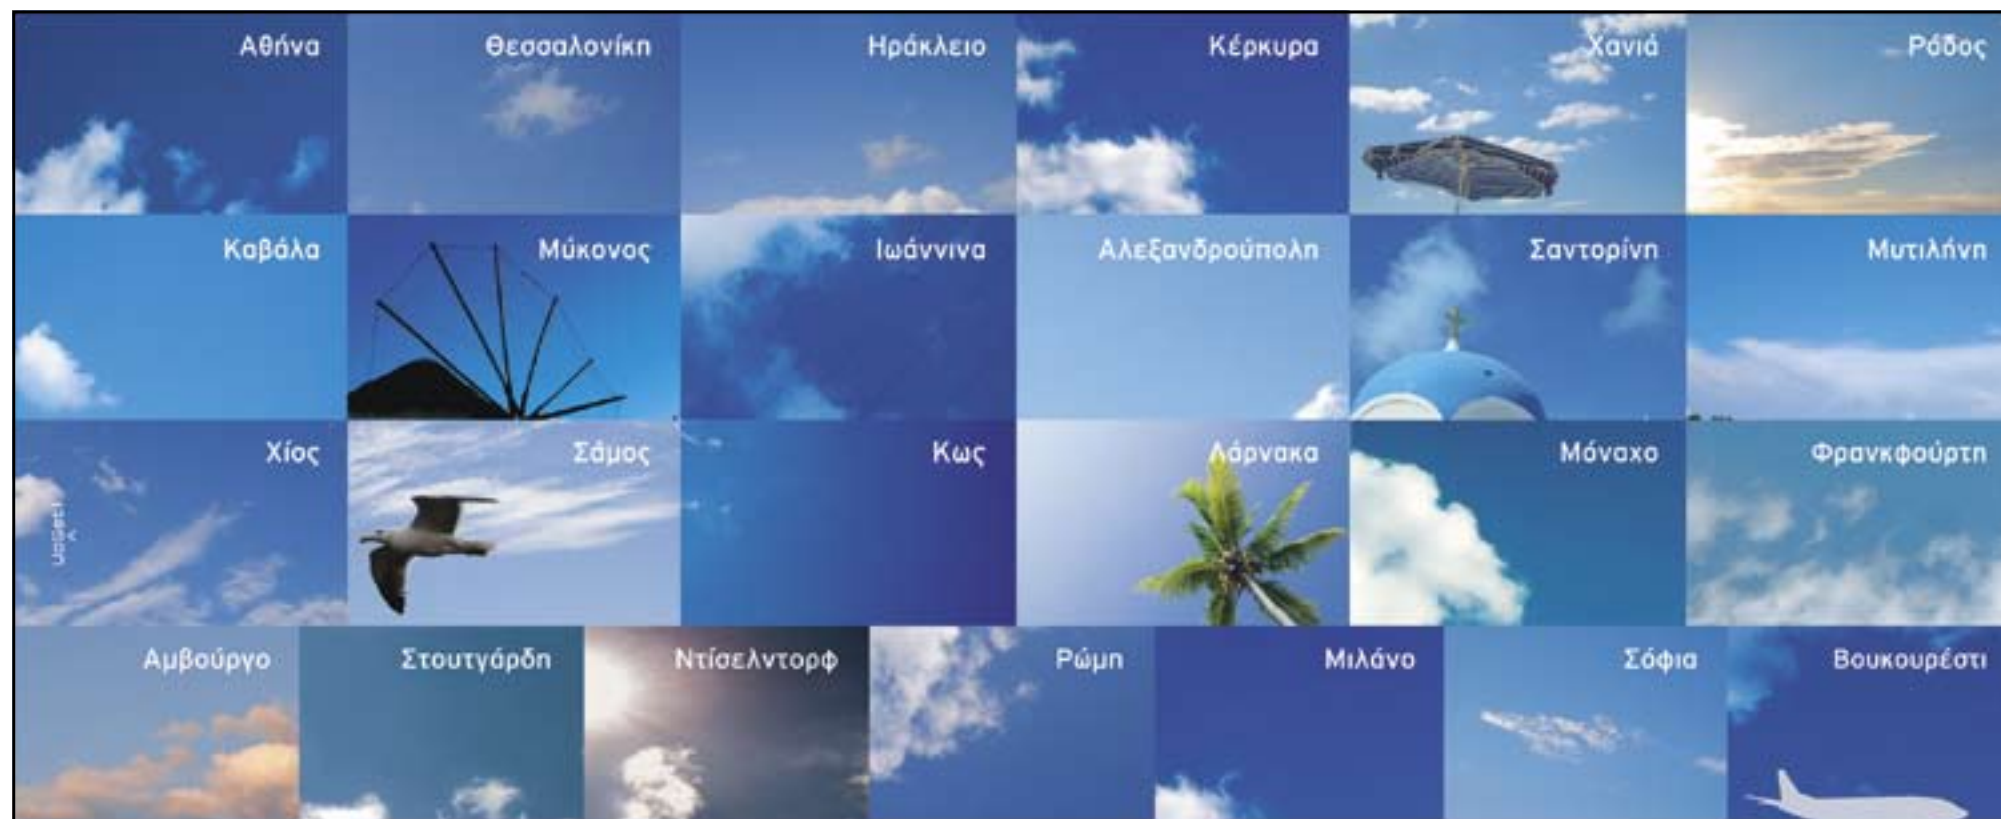 Αθήνα
Θεσσαλονίκη
Ηράκλειο
Κέρκυρα
Χανιά
Ρόδος
Καβάλα
Μύκονος
Ιωάννινα
Αλεξανδρούπολη
Σαντορίνη
Μυτιλήνη
Χίος
Σάμος
Κως
Λάρνακα
Μόναχο
Φρανκφούρτη
Αμβούργο
Στουτγάρδη
Ντίσελντορφ
Ρώμη
Μιλάνο
Σόφια
Βουκουρέστι